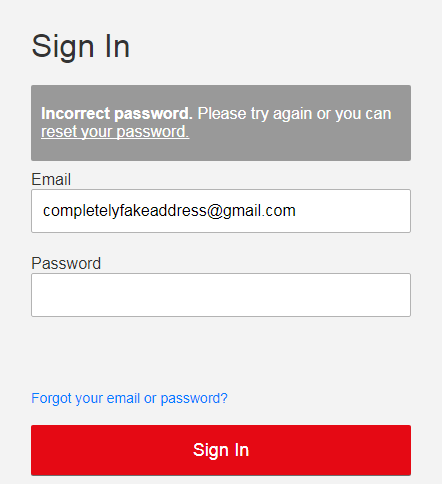 Sign In
Incorrect password. Please try again or you can
reset your password.
Email
completelyfakeaddress@gmail.com
Password
Forgot your email or password?
Sign In